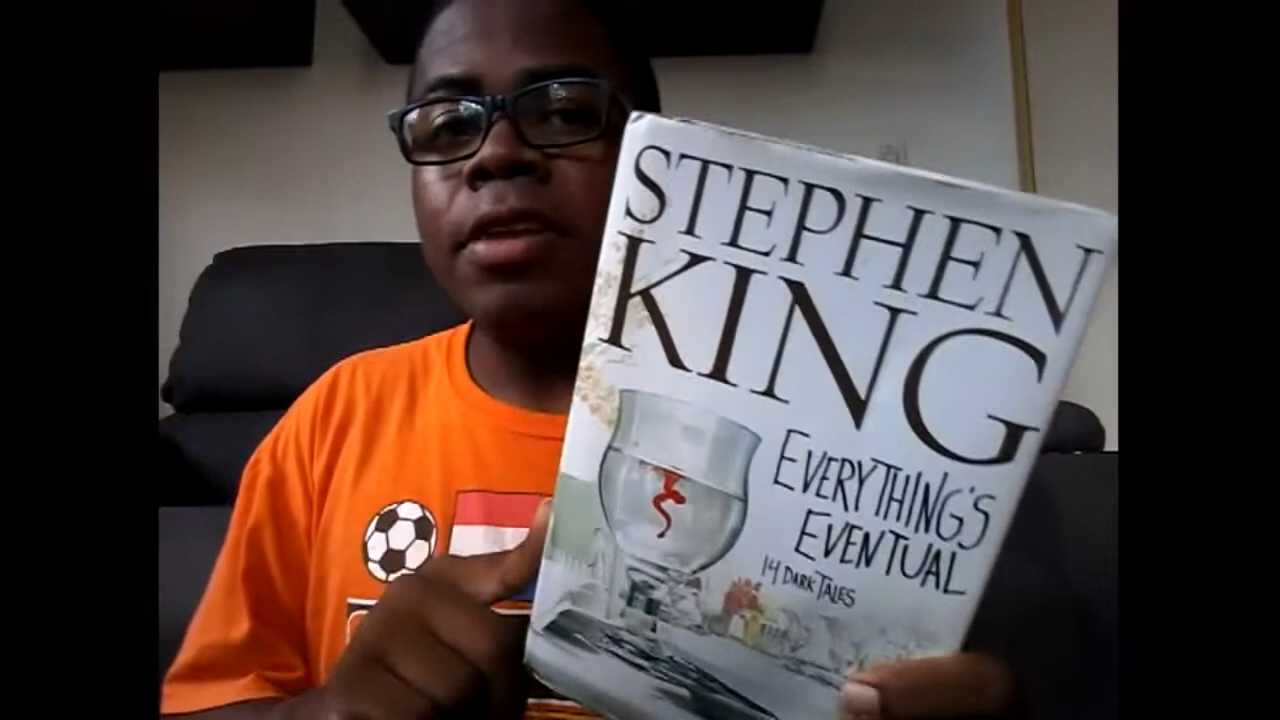 STEPHEN
KING
EVERYTHING'S
EVENTUAL
14 DARK TALES